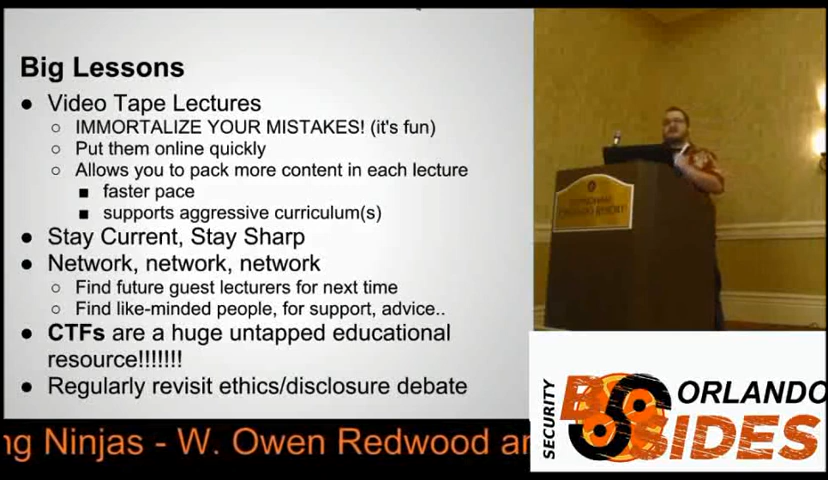 Big Lessons
● Video Tape Lectures
○ IMMORTALIZE YOUR MISTAKES! (it's fun)
○ Put them online quickly
○ Allows you to pack more content in each lecture
■ faster pace
■ supports aggressive curriculum(s)
● Stay Current, Stay Sharp
● Network, network, network
○ Find future guest lecturers for next time
○ Find like-minded people, for support, advice..
● CTFs are a huge untapped educational
resource!!!!!!!
● Regularly revisit ethics/disclosure debate
ng Ninjas - W. Owen Redwood an
SECURITY
BSIDES
ORLANDO